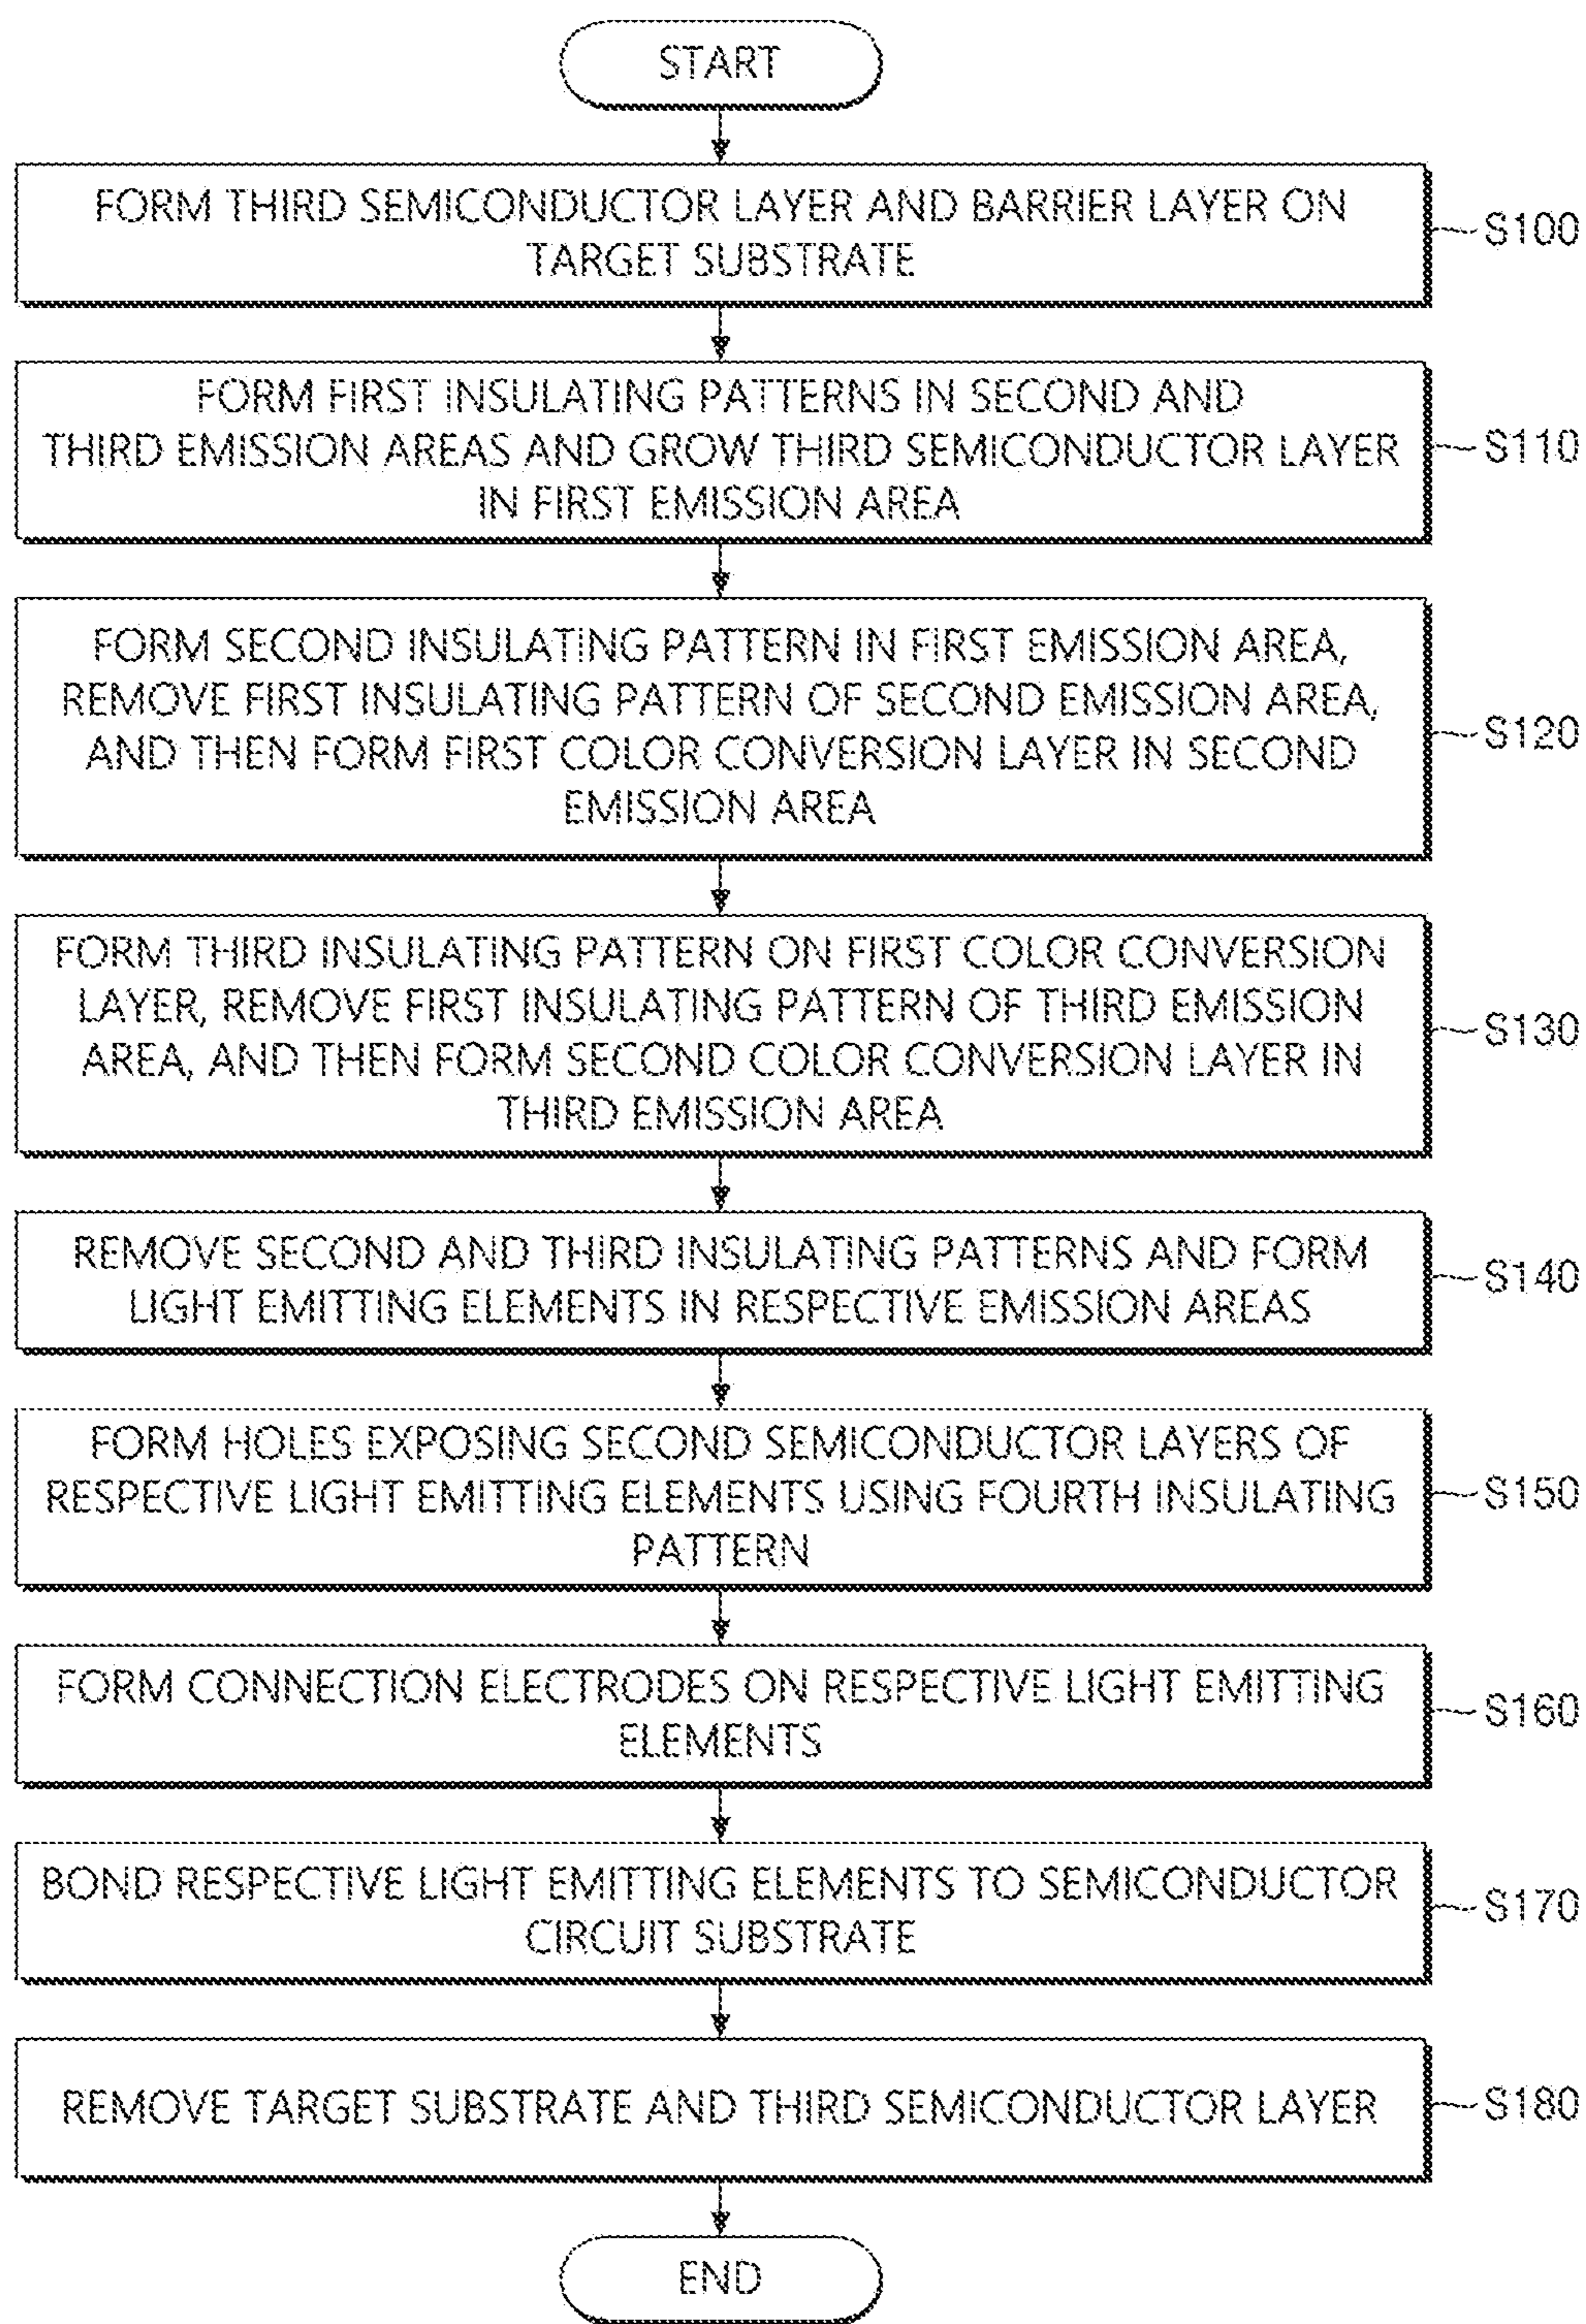 START
FORM THIRD SEMICONDUCTOR LAYER AND BARRIER LAYER ON
TARGET SUBSTRATE
S100
FORM FIRST INSULATING PATTERNS IN SECOND AND
THIRD EMISSION AREAS AND GROW THIRD SEMICONDUCTOR LAYER
IN FIRST EMISSION AREA
S110
FORM SECOND INSULATING PATTERN IN FIRST EMISSION AREA,
REMOVE FIRST INSULATING PATTERN OF SECOND EMISSION AREA,
AND THEN FORM FIRST COLOR CONVERSION LAYER IN SECOND
EMISSION AREA
S120
FORM THIRD INSULATING PATTERN ON FIRST COLOR CONVERSION
LAYER, REMOVE FIRST INSULATING PATTERN OF THIRD EMISSION
AREA, AND THEN FORM SECOND COLOR CONVERSION LAYER IN
THIRD EMISSION AREA
S130
REMOVE SECOND AND THIRD INSULATING PATTERNS AND FORM
LIGHT EMITTING ELEMENTS IN RESPECTIVE EMISSION AREAS
S140
FORM HOLES EXPOSING SECOND SEMICONDUCTOR LAYERS OF
RESPECTIVE LIGHT EMITTING ELEMENTS USING FOURTH INSULATING
PATTERN
S150
FORM CONNECTION ELECTRODES ON RESPECTIVE LIGHT EMITTING
ELEMENTS
S160
BOND RESPECTIVE LIGHT EMITTING ELEMENTS TO SEMICONDUCTOR
CIRCUIT SUBSTRATE
S170
REMOVE TARGET SUBSTRATE AND THIRD SEMICONDUCTOR LAYER
S180
END